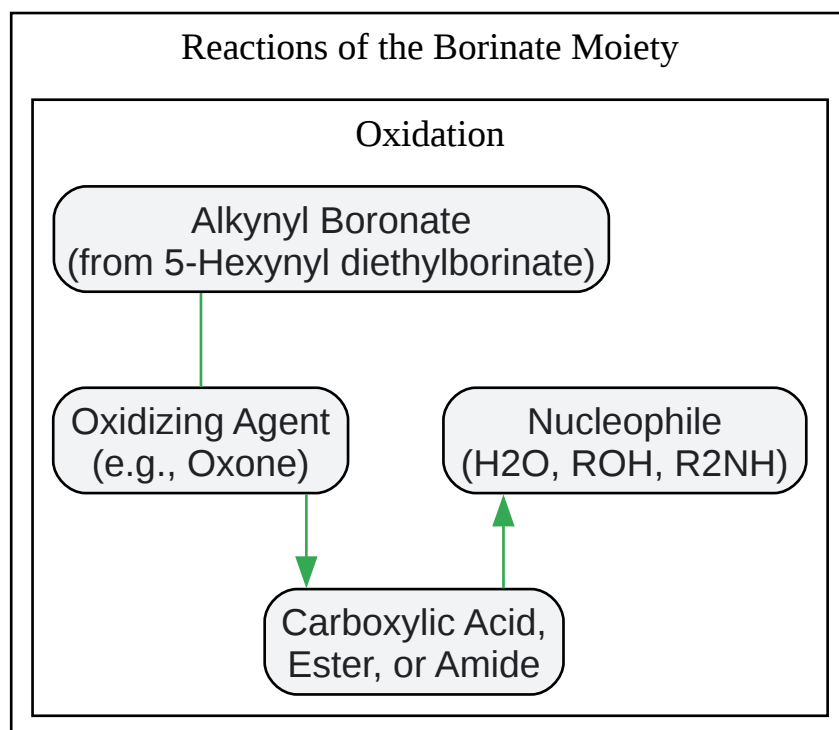 Reactions of the Borinate Moiety
Oxidation
Alkynyl Boronate
(from 5-Hexynyl diethylborinate)
Oxidizing Agent
(e.g., Oxone)
Nucleophile
(H2O, ROH, R2NH)
Carboxylic Acid,
Ester, or Amide